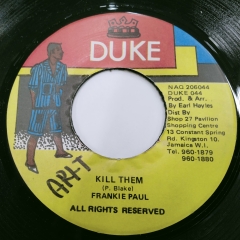 DUKE
NAG 206044
DUKE 044
Prod. & Arr.
By Earl Hayles
Dist By
Shop 27 Pavilion
Shopping Centre
13 Constant Spring
Rd. Kingston 10.
Jamaica W.I.
Tel: 960-1879
960-1880
ART-T
KILL THEM
(P. Blake)
FRANKIE PAUL
ALL RIGHTS RESERVED